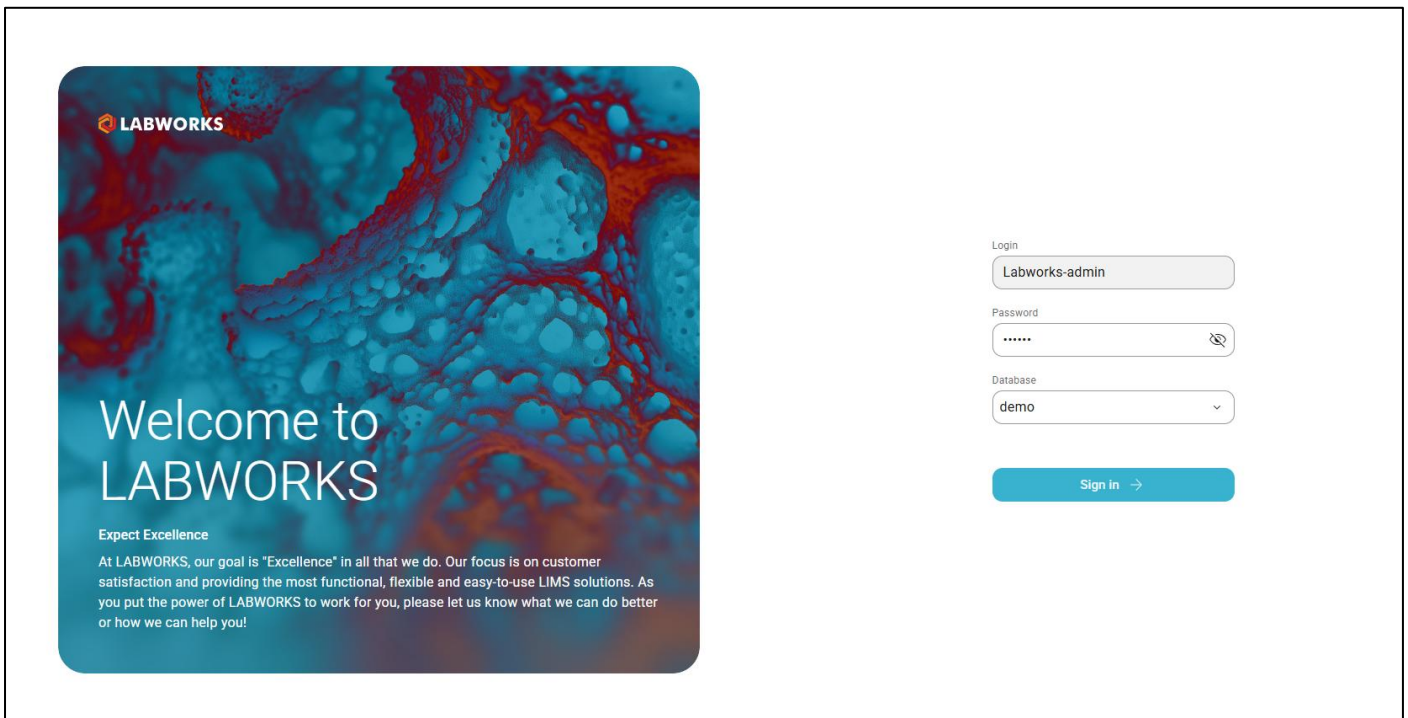 LABWORKS
Welcome to
LABWORKS
Expect Excellence
At LABWORKS, our goal is "Excellence" in all that we do. Our focus is on customer
satisfaction and providing the most functional, flexible and easy-to-use LIMS solutions. As
you put the power of LABWORKS to work for you, please let us know what we can do better
or how we can help you!
Login
Labworks-admin
Password
••••••
Database
demo
Sign in →